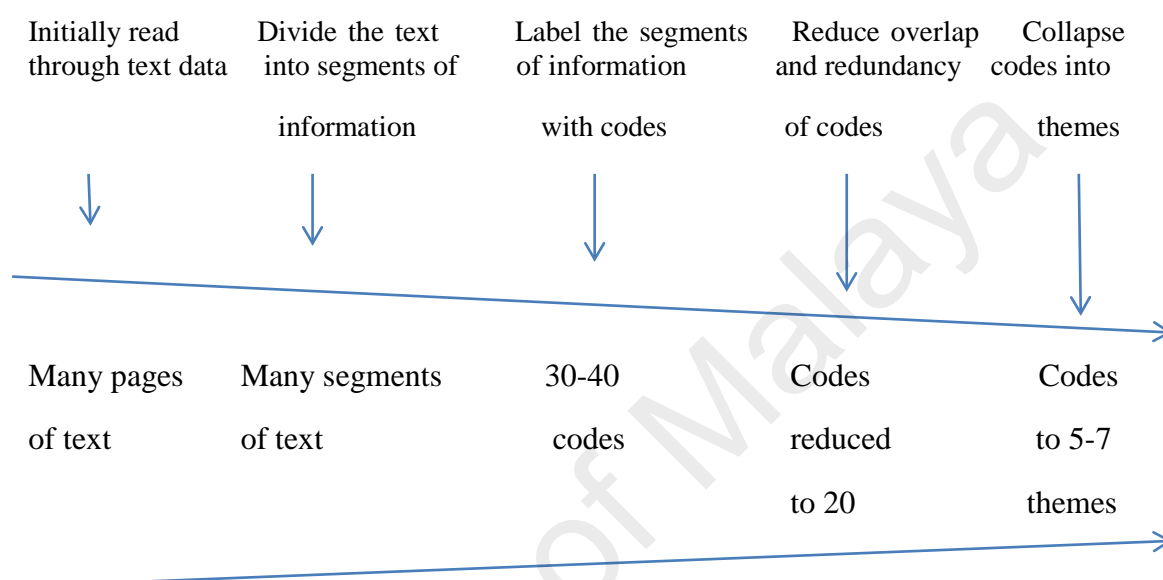 Initially read Divide the text Label the segments Reduce overlap Collapse
through text data into segments of of information and redundancy codes into
information with codes of codes themes
Many pages Many segments 30-40 Codes Codes
of text of text codes reduced to 5-7
to 20 themes
of Malaya